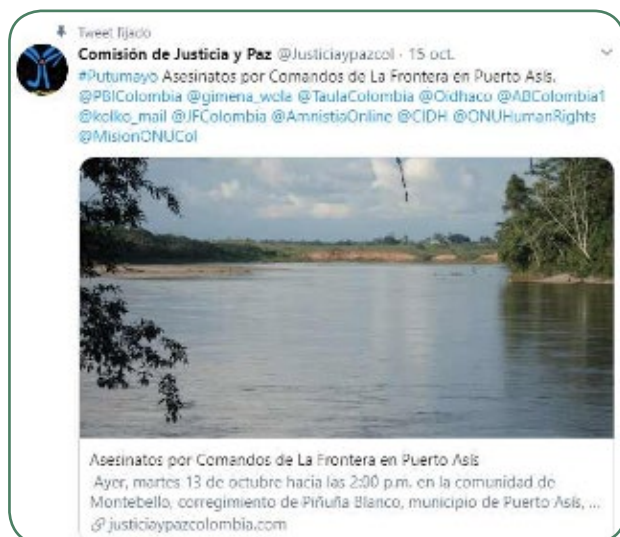 Tweet fijado
Comisión de Justicia y Paz @Justiciaypazcol · 15 oct.
#Putumayo Asesinatos por Comandos de La Frontera en Puerto Asís.
@PBIColombia @gimena_wola @TaulaColombia @Oidhaco @ABColombia1
@kolko_mail @JFColombia @AmnistiaOnline @CIDH @ONUHumanRights
@MisionONUCol
Asesinatos por Comandos de La Frontera en Puerto Asís
Ayer, martes 13 de octubre hacia las 2:00 p.m. en la comunidad de
Montebello, corregimiento de Piñuña Blanco, municipio de Puerto Asís, ...
justiciaypazcolombia.com